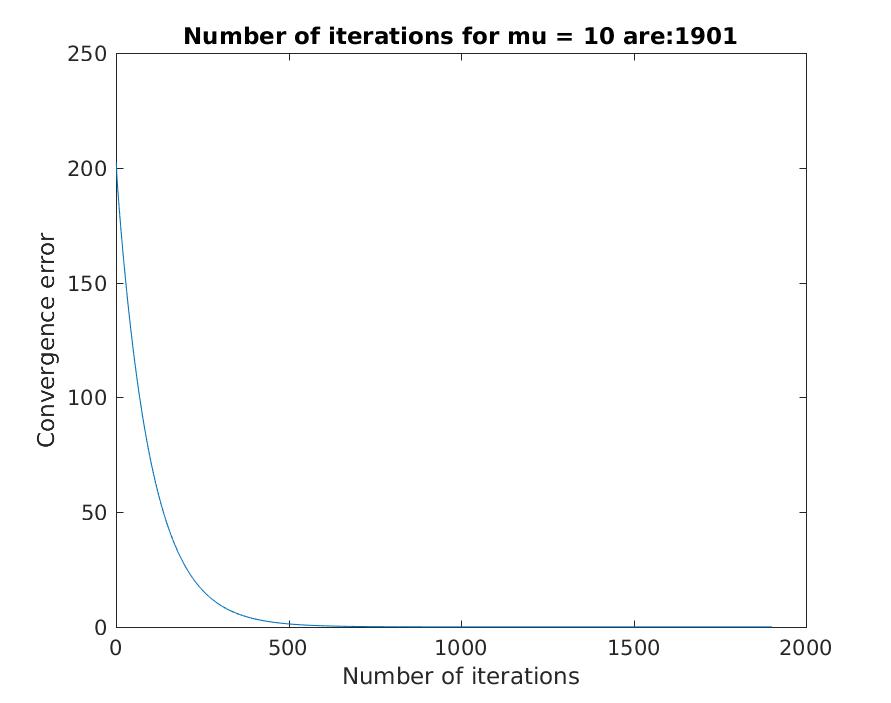 Number of iterations for mu = 10 are:1901
250
200
150
100
50
0
Convergence error
0 500 1000 1500 2000
Number of iterations